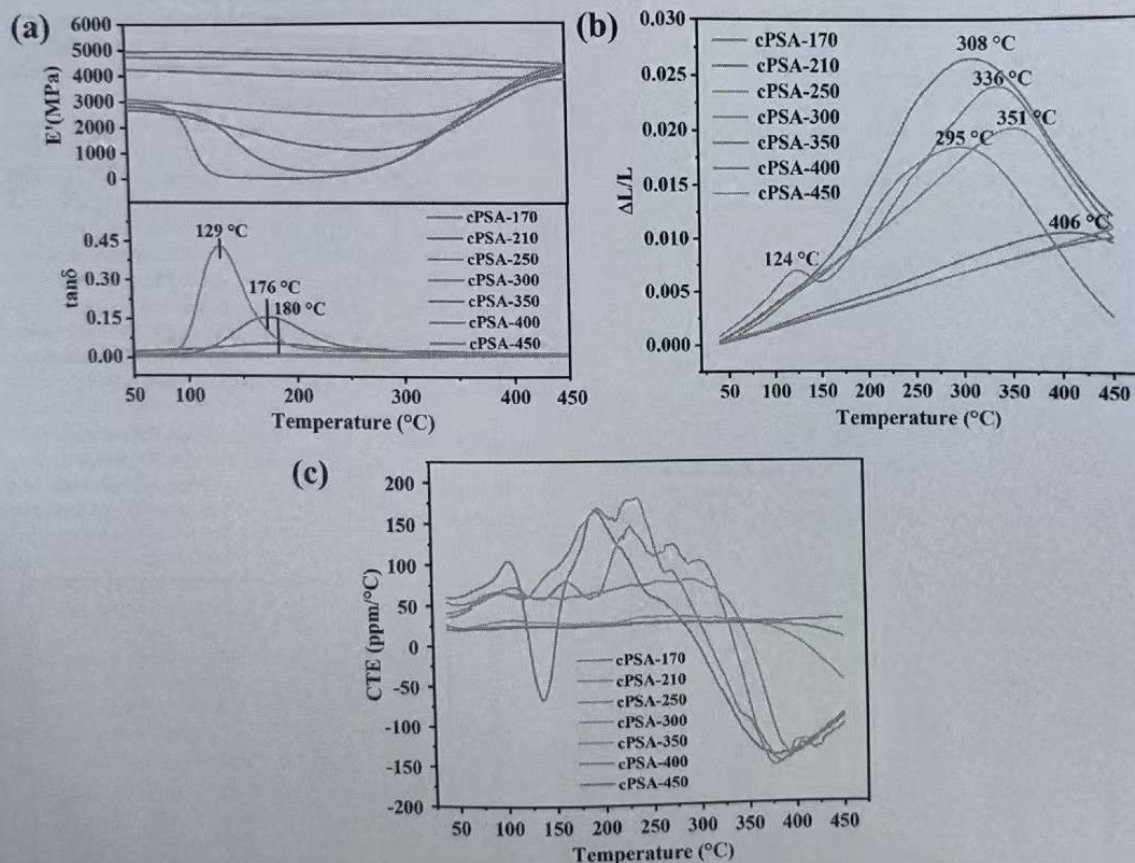 (a)
6000
5000
4000
3000
2000
1000
0
E'(MPa)
0.45
0.30
0.15
0.00
tanδ
129 °C
176 °C
180 °C
cPSA-170
cPSA-210
cPSA-250
cPSA-300
cPSA-350
cPSA-400
cPSA-450
50
100
200
300
400
450
Temperature (°C)
(b)
0.030
0.025
0.020
0.015
0.010
0.005
0.000
ΔL/L
cPSA-170
cPSA-210
cPSA-250
cPSA-300
cPSA-350
cPSA-400
cPSA-450
308 °C
336 °C
351 °C
295 °C
406 °C
124 °C
50 100 150 200 250 300 350 400 450
Temperature (°C)
(c)
200
150
100
50
0
-50
-100
-150
-200
CTE (ppm/°C)
cPSA-170
cPSA-210
cPSA-250
cPSA-300
cPSA-350
cPSA-400
cPSA-450
50 100 150 200 250 300 350 400 450
Temperature (°C)